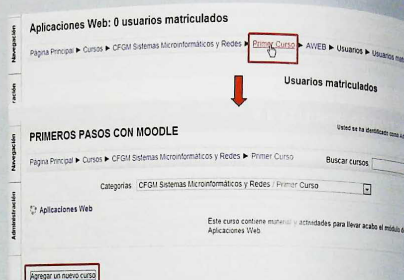 Aplicaciones Web: 0 usuarios matriculados
Navegación
Página Principal ► Cursos ► CFGM Sistemas Microinformáticos y Redes ► Primer Curso ► AWEB ► Usuarios ► Usuarios
Usuarios matriculados
PRIMEROS PASOS CON MOODLE
Usted se ha identificado como
Navegación
Página Principal ► Cursos ► CFGM Sistemas Microinformáticos y Redes ► Primer Curso
Buscar cursos
Categorías CFGM Sistemas Microinformáticos y Redes / Primer Curso
Administración
Aplicaciones Web
Este curso contiene material y actividades para llevar acabo el módulo
Aplicaciones Web.
Agregar un nuevo curso